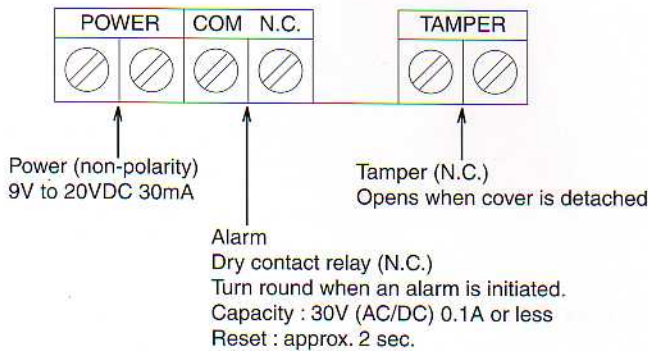 POWER COM N.C. TAMPER
Power (non-polarity)
9V to 20VDC 30mA
Tamper (N.C.)
Opens when cover is detached
Alarm
Dry contact relay (N.C.)
Turn round when an alarm is initiated.
Capacity : 30V (AC/DC) 0.1A or less
Reset : approx. 2 sec.